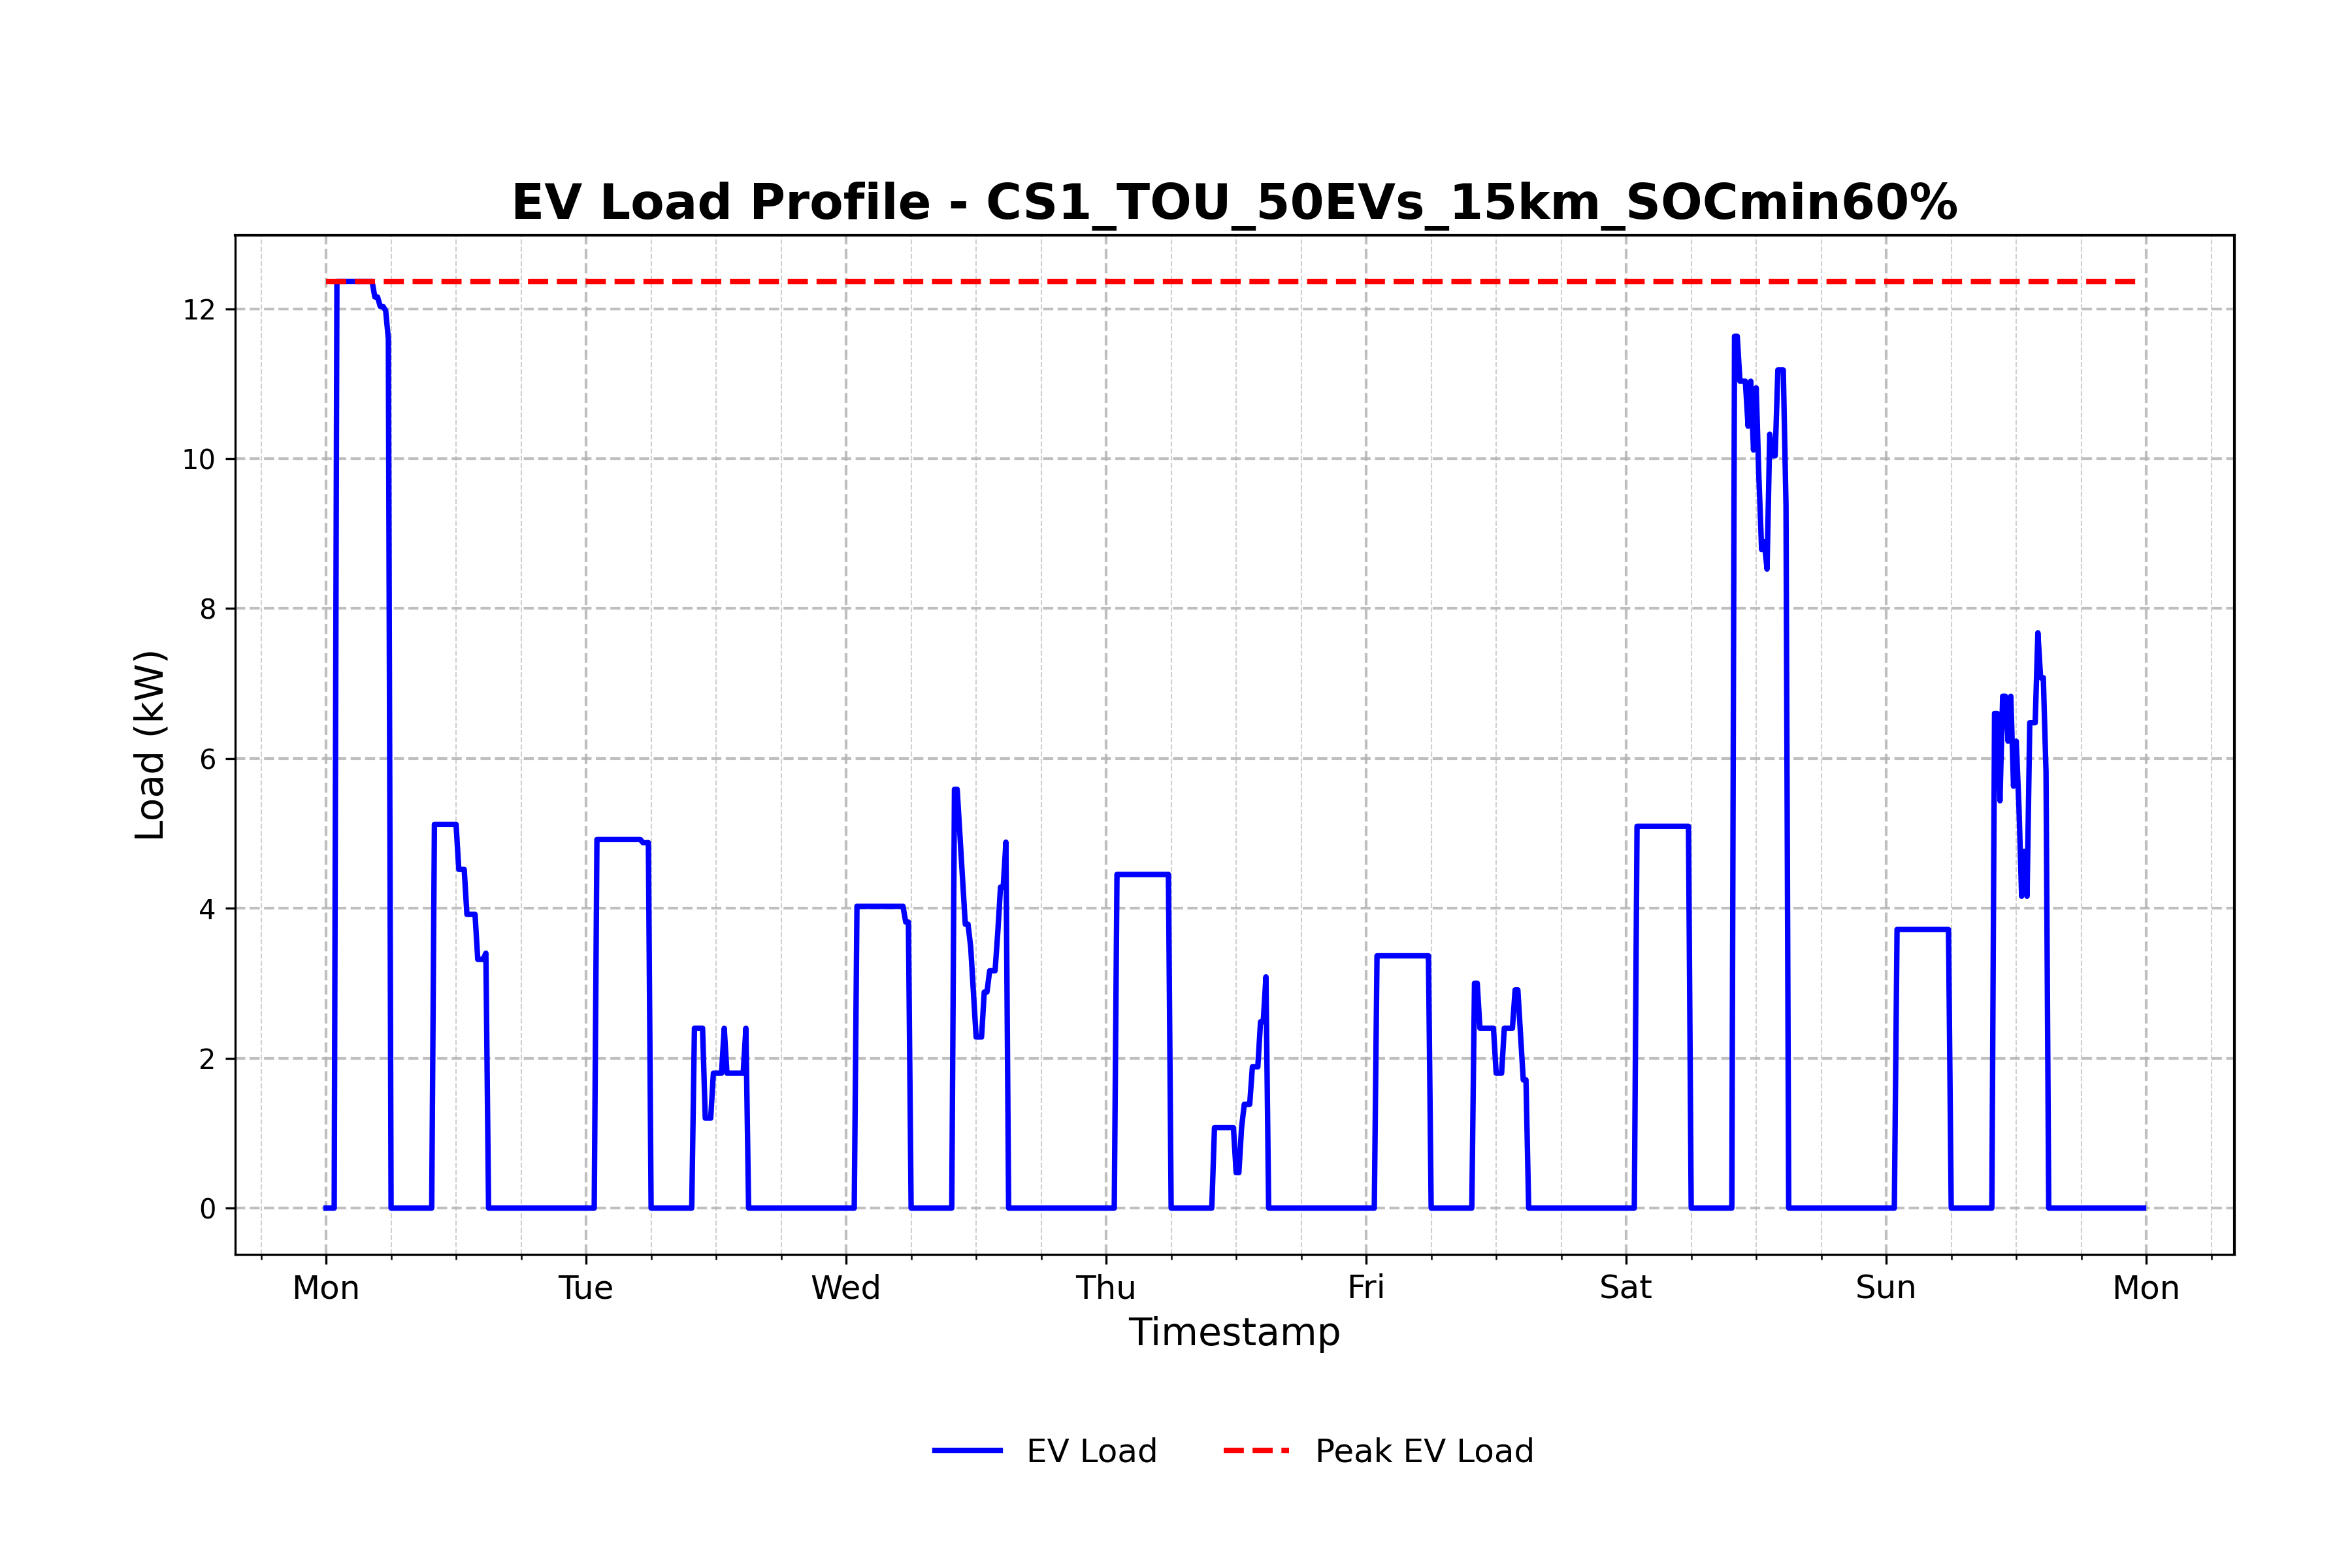 EV Load Profile - CS1_TOU_50EVs_15km_SOCmin60%
Load (kW)
12
10
8
6
4
2
0
Mon Tue Wed Thu Fri Sat Sun Mon
Timestamp
EV Load Peak EV Load